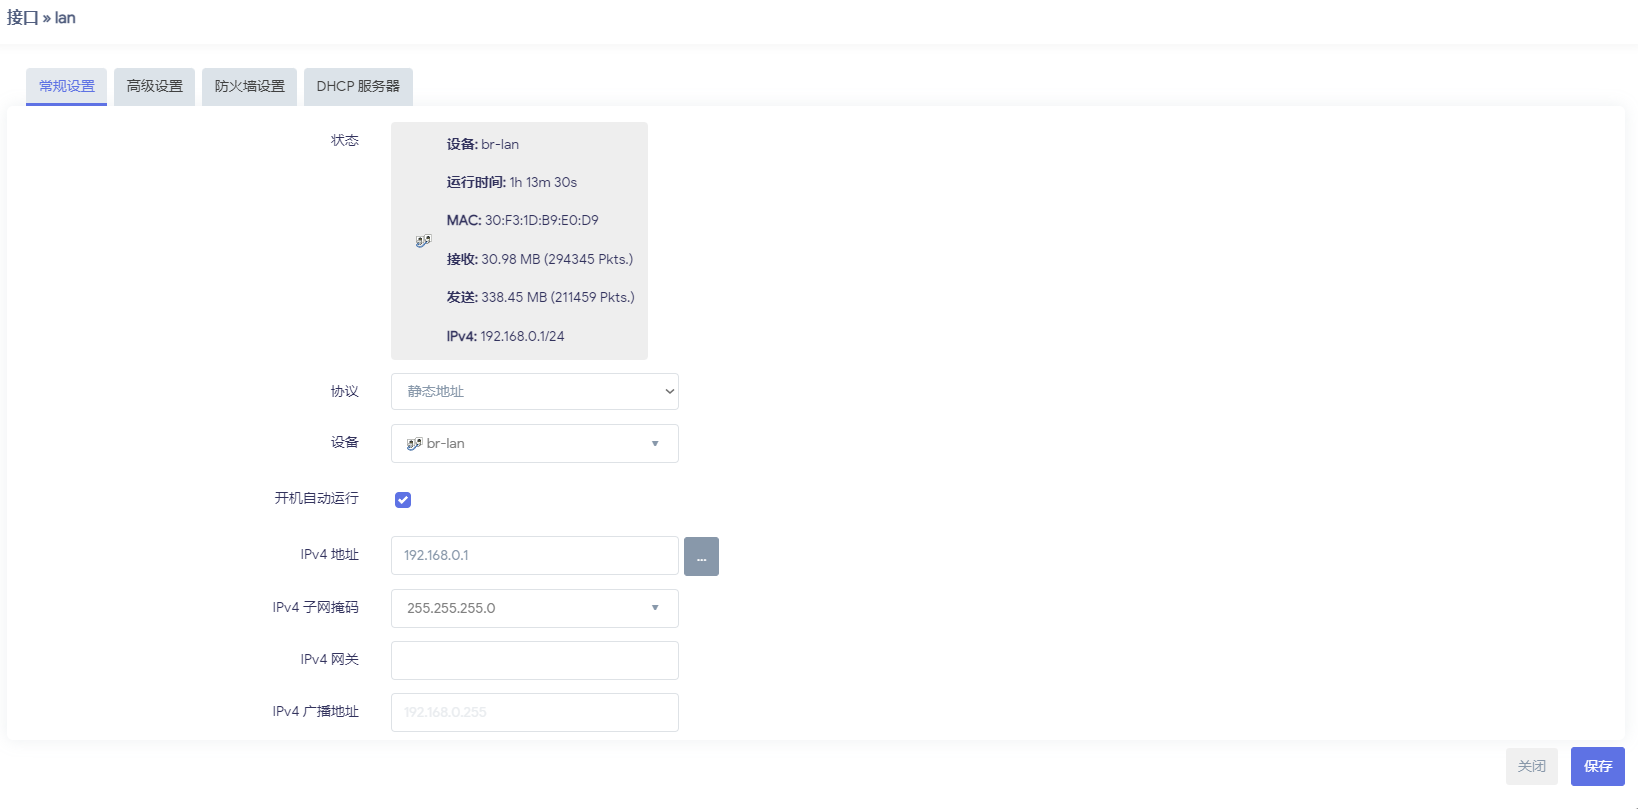 接口 » lan
常规设置 高级设置 防火墙设置 DHCP 服务器
状态
设备: br-lan
运行时间: 1h 13m 30s
MAC: 30:F3:1D:B9:E0:D9
接收: 30.98 MB (294345 Pkts.)
发送: 338.45 MB (211459 Pkts.)
IPv4: 192.168.0.1/24
协议 静态地址
设备 br-lan
开机自动运行
IPv4 地址 192.168.0.1 ...
IPv4 子网掩码 255.255.255.0
IPv4 网关
IPv4 广播地址 192.168.0.255
关闭 保存